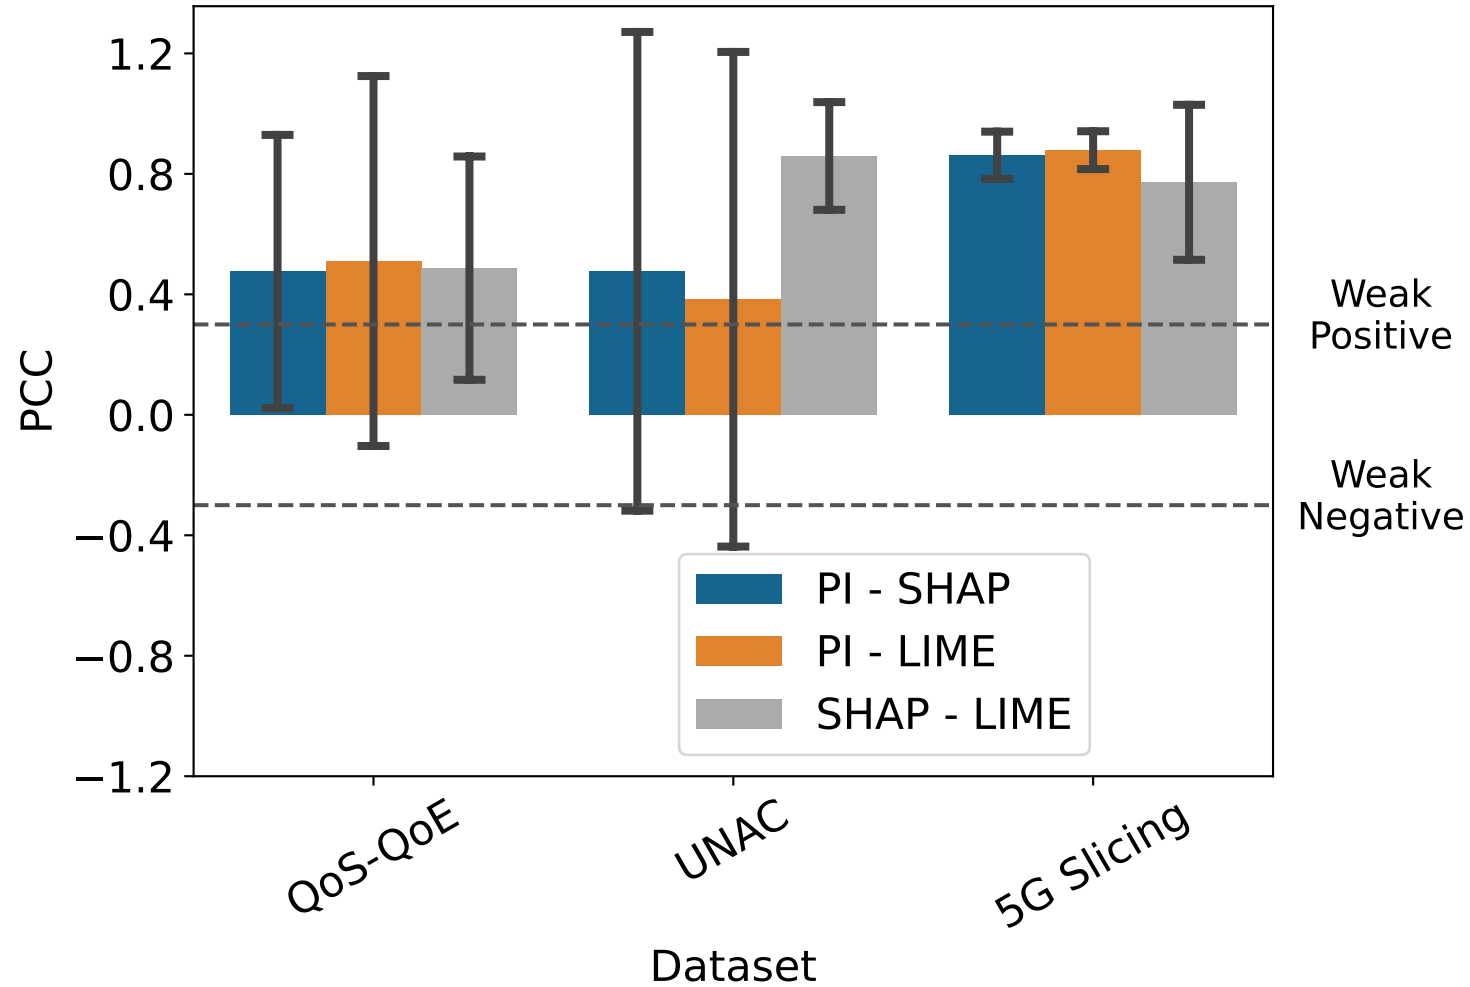 1.2
0.8
0.4
0.0
−0.4
−0.8
−1.2
PCC
Weak
Positive
Weak
Negative
PI - SHAP
PI - LIME
SHAP - LIME
QoS-QoE
UNAC
5G Slicing
Dataset